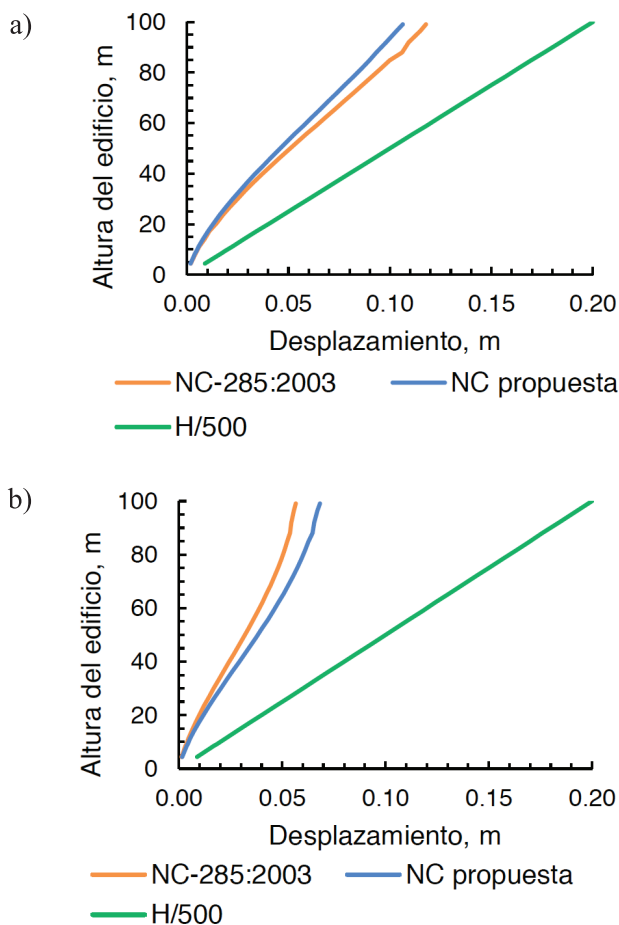 a)
100
80
60
40
20
0
Altura del edificio, m
0.00 0.05 0.10 0.15 0.20
Desplazamiento, m
NC-285:2003 NC propuesta
H/500
b)
100
80
60
40
20
0
Altura del edificio, m
0.00 0.05 0.10 0.15 0.20
Desplazamiento, m
NC-285:2003 NC propuesta
H/500